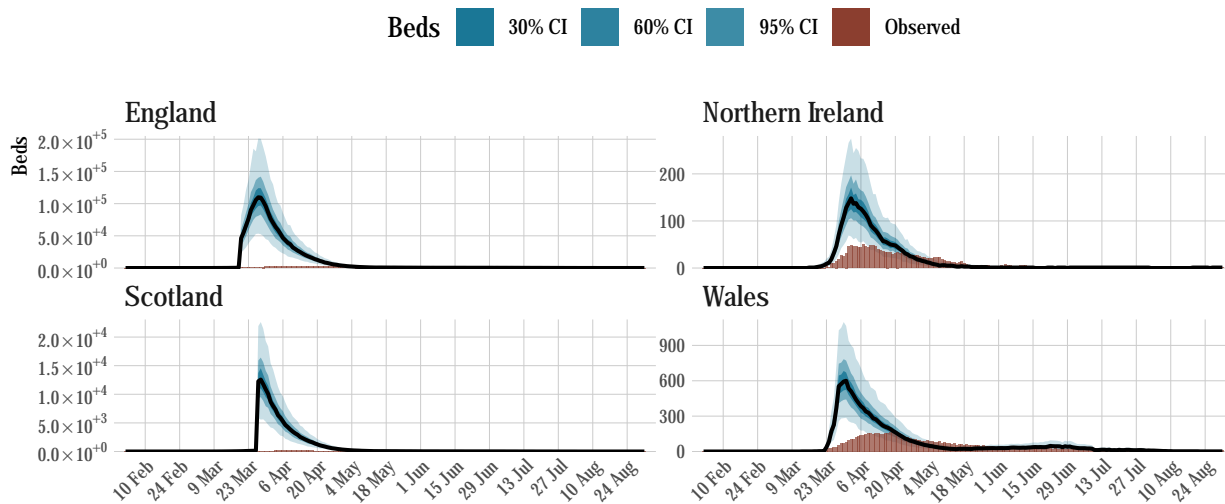 Beds 30% CI 60% CI 95% CI Observed
England
Beds
2.0×10⁺⁵
1.5×10⁺⁵
1.0×10⁺⁵
5.0×10⁺⁴
0.0×10⁺⁰
Northern Ireland
200
100
0
Scotland
2.0×10⁺⁴
1.5×10⁺⁴
1.0×10⁺⁴
5.0×10⁺³
0.0×10⁺⁰
10 Feb 24 Feb 9 Mar 23 Mar 6 Apr 20 Apr 4 May 18 May 1 Jun 15 Jun 29 Jun 13 Jul 27 Jul 10 Aug 24 Aug
Wales
900
600
300
0
10 Feb 24 Feb 9 Mar 23 Mar 6 Apr 20 Apr 4 May 18 May 1 Jun 15 Jun 29 Jun 13 Jul 27 Jul 10 Aug 24 Aug